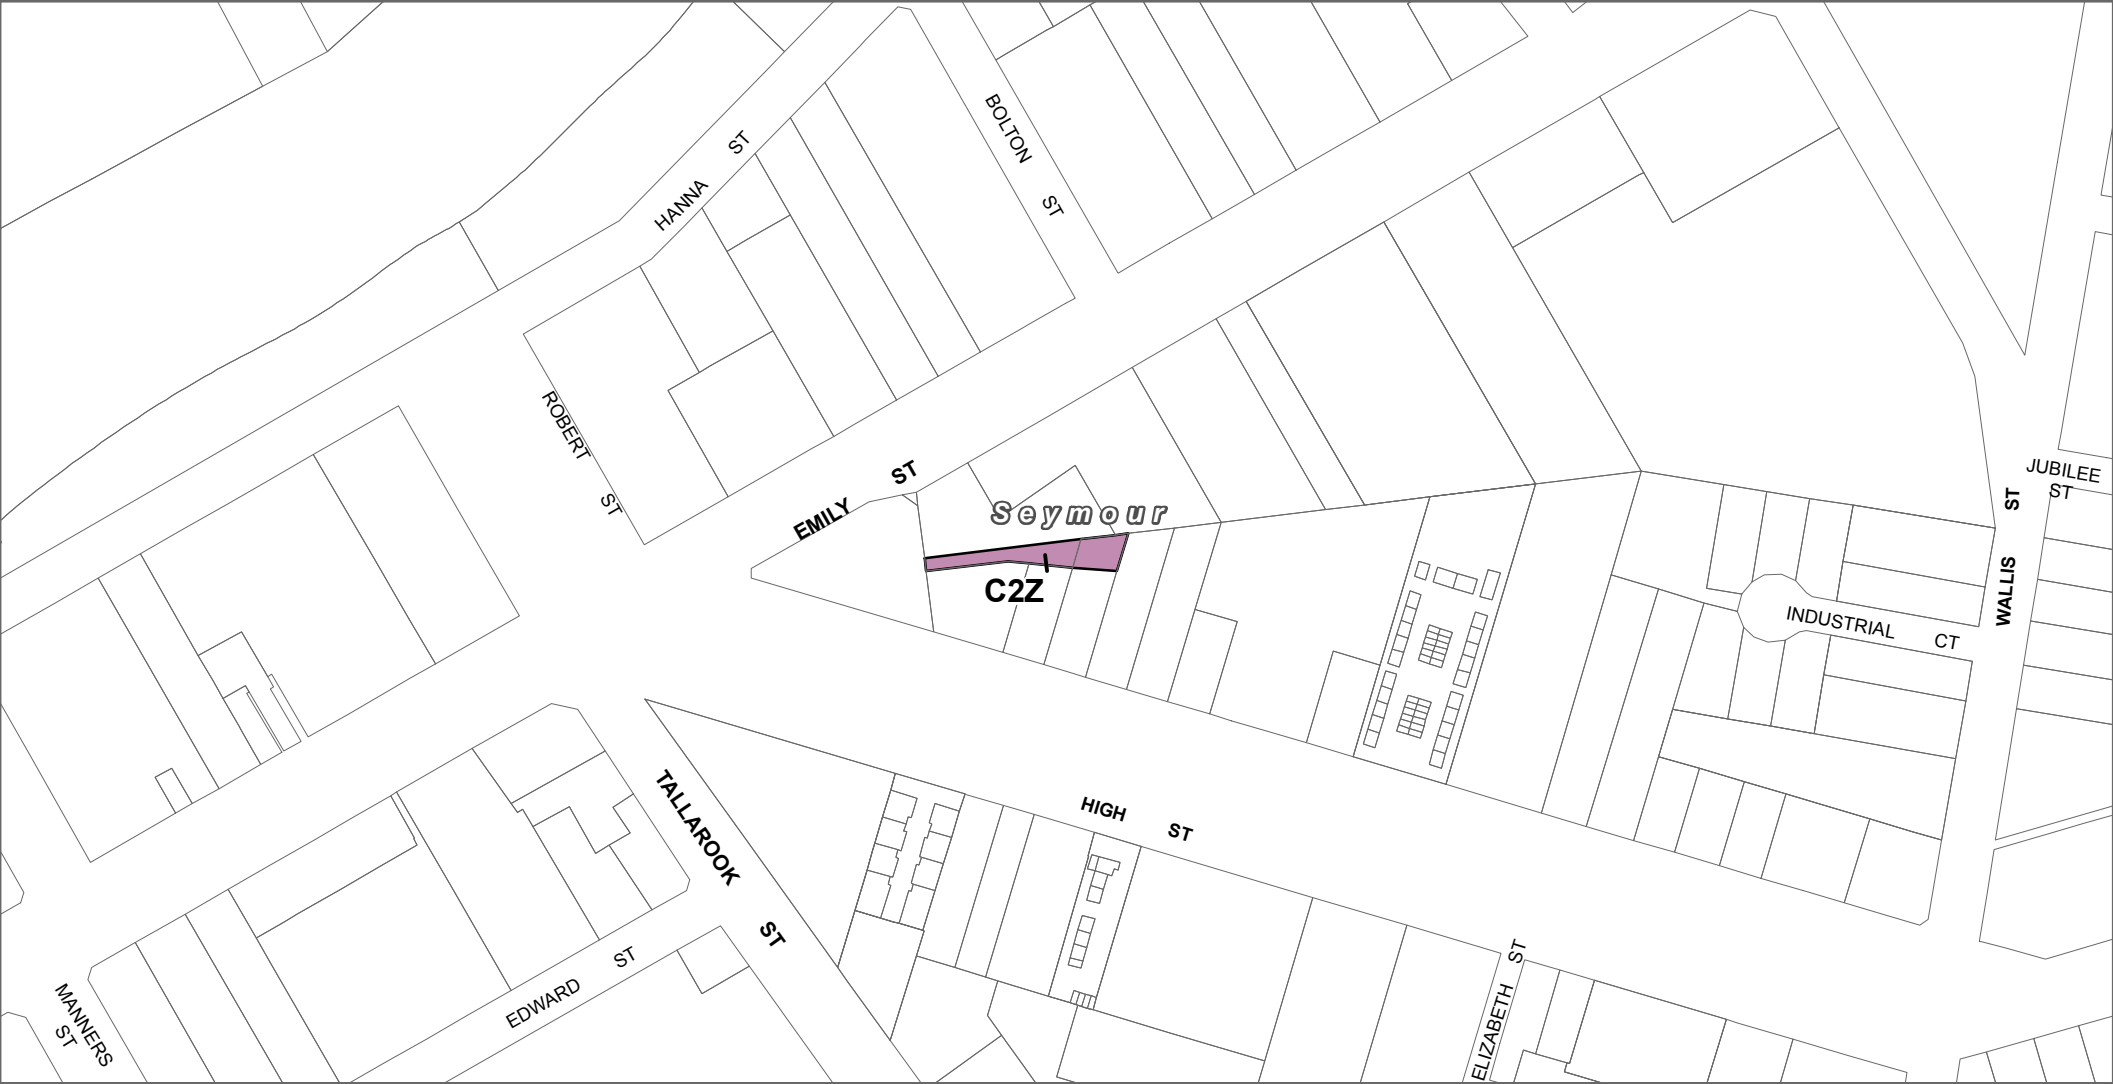 HANNA ST
BOLTON ST
ROBERT ST
EMILY ST
Seymour
C2Z
JUBILEE
ST
WALLIS ST
INDUSTRIAL CT
TALLAROOK ST
HIGH ST
EDWARD ST
MANNERS
ST
ELIZABETH ST